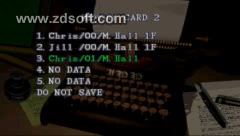 www.zdsoft.com
CARD 2
1. Chris/00/M. Hall 1F
2. Jill /00/M. Hall 1F
3. Chris/01/M. Hall
4. NO DATA
5. NO DATA
DO NOT SAVE